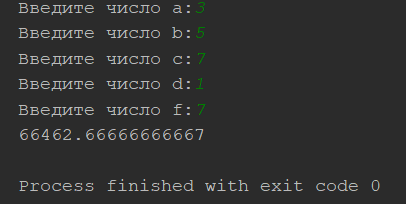 Введите число a:3
Введите число b:5
Введите число c:7
Введите число d:1
Введите число f:7
66462.66666666667
Process finished with exit code 0